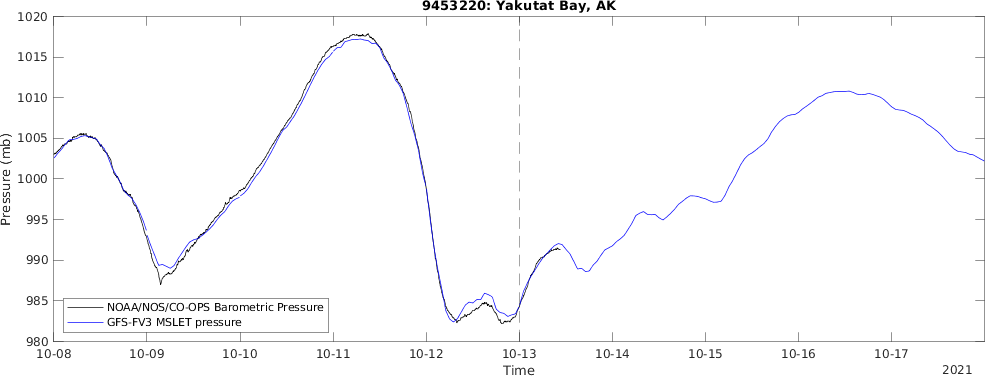 9453220: Yakutat Bay, AK
1020
1015
1010
1005
1000
995
990
985
980
Pressure (mb)
NOAA/NOS/CO-OPS Barometric Pressure
GFS-FV3 MSLET pressure
10-08 10-09 10-10 10-11 10-12 10-13 10-14 10-15 10-16 10-17
Time
2021